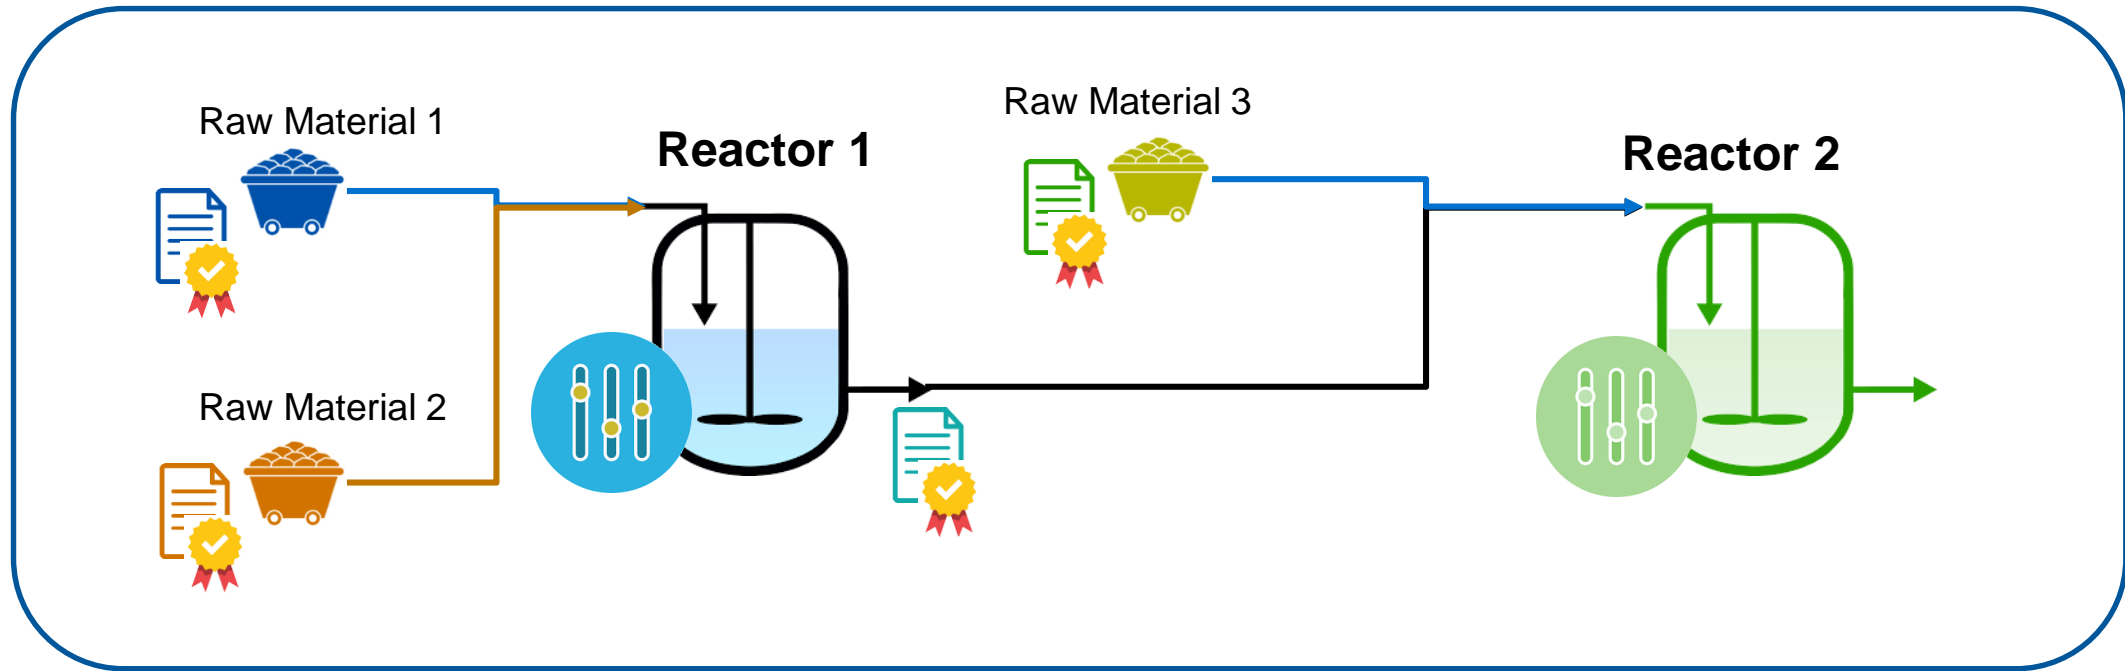 Raw Material 1
Reactor 1
Raw Material 3
Reactor 2
Raw Material 2